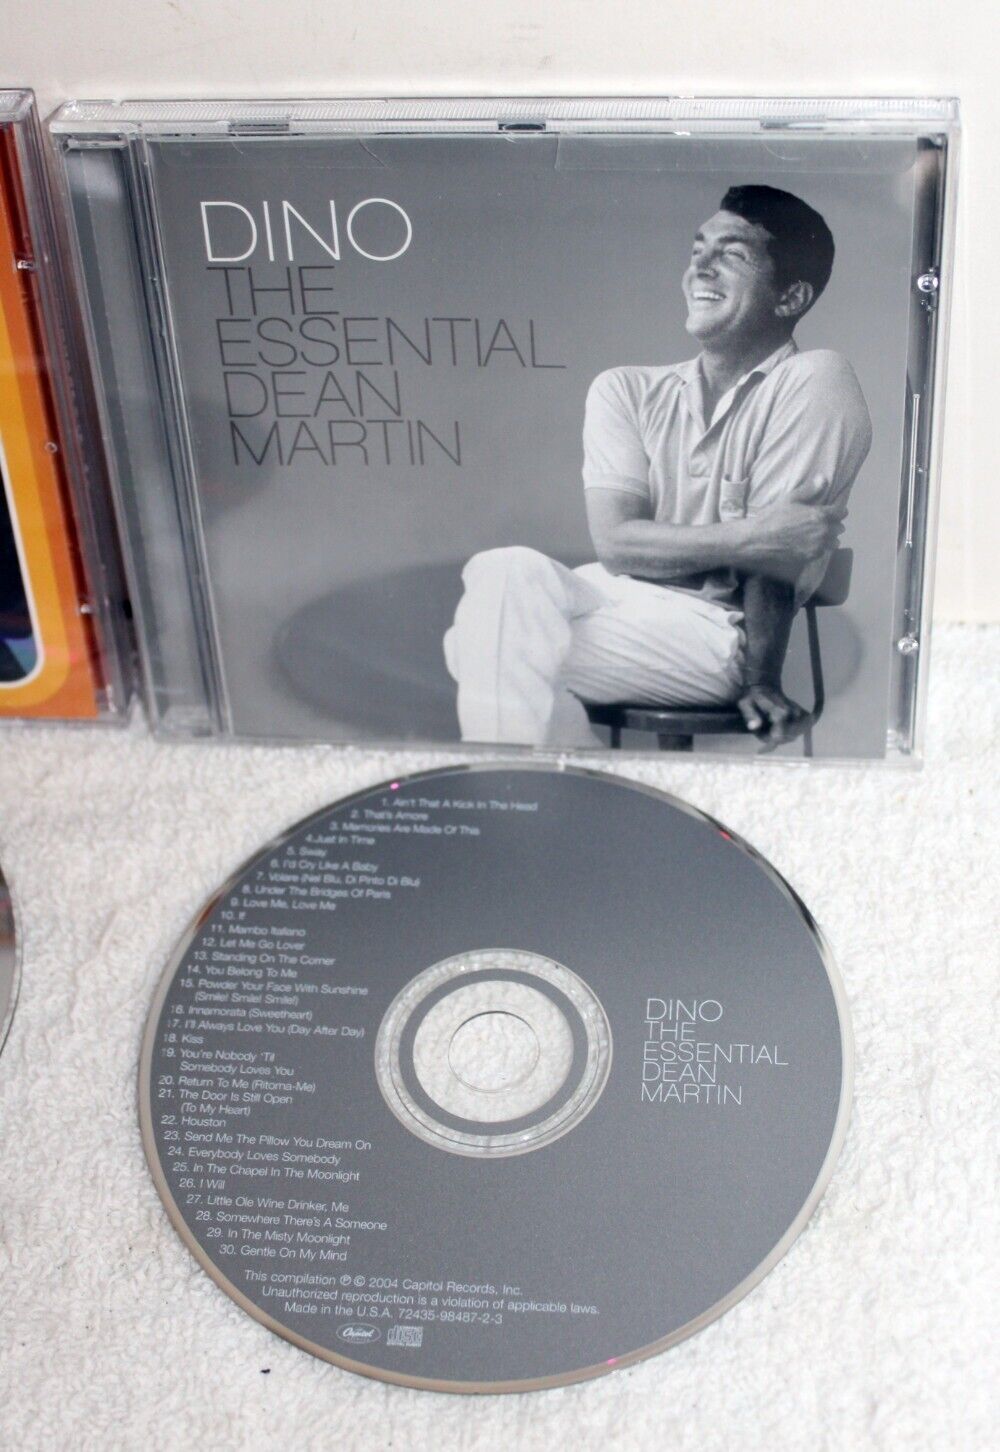 DINO
THE
ESSENTIAL
DEAN
MARTIN
1. Ain't That A Kick In The Head
2. That's Amore
3. Memories Are Made Of This
4.Just In Time
5. Sway
6. I'd Cry Like A Baby
7. Volare (Nel Blu, Di Pinto Di Blu)
8. Under The Bridges Of Paris
9. Love Me, Love Me
10. If
11. Mambo Italiano
12. Let Me Go Lover
13. Standing On The Corner
14. You Belong To Me
15. Powder Your Face With Sunshine
(Smile! Smile! Smile!)
16. Innamorata (Sweetheart)
17. I'll Always Love You (Day After Day)
18. Kiss
19. You're Nobody 'Til
Somebody Loves You
20. Return To Me (Ritorna-Me)
21. The Door Is Still Open
(To My Heart)
22. Houston
23. Send Me The Pillow You Dream On
24. Everybody Loves Somebody
25. In The Chapel In The Moonlight
26. I Will
27. Little Ole Wine Drinker, Me
28. Somewhere There's A Someone
29. In The Misty Moonlight
30. Gentle On My Mind
DINO
THE
ESSENTIAL
DEAN
MARTIN
This compilation ℗ © 2004 Capitol Records, Inc.
Unauthorized reproduction is a violation of applicable laws.
Made in the U.S.A. 72435-98487-2-3
Capitol
COMPACT
disc
DIGITAL AUDIO